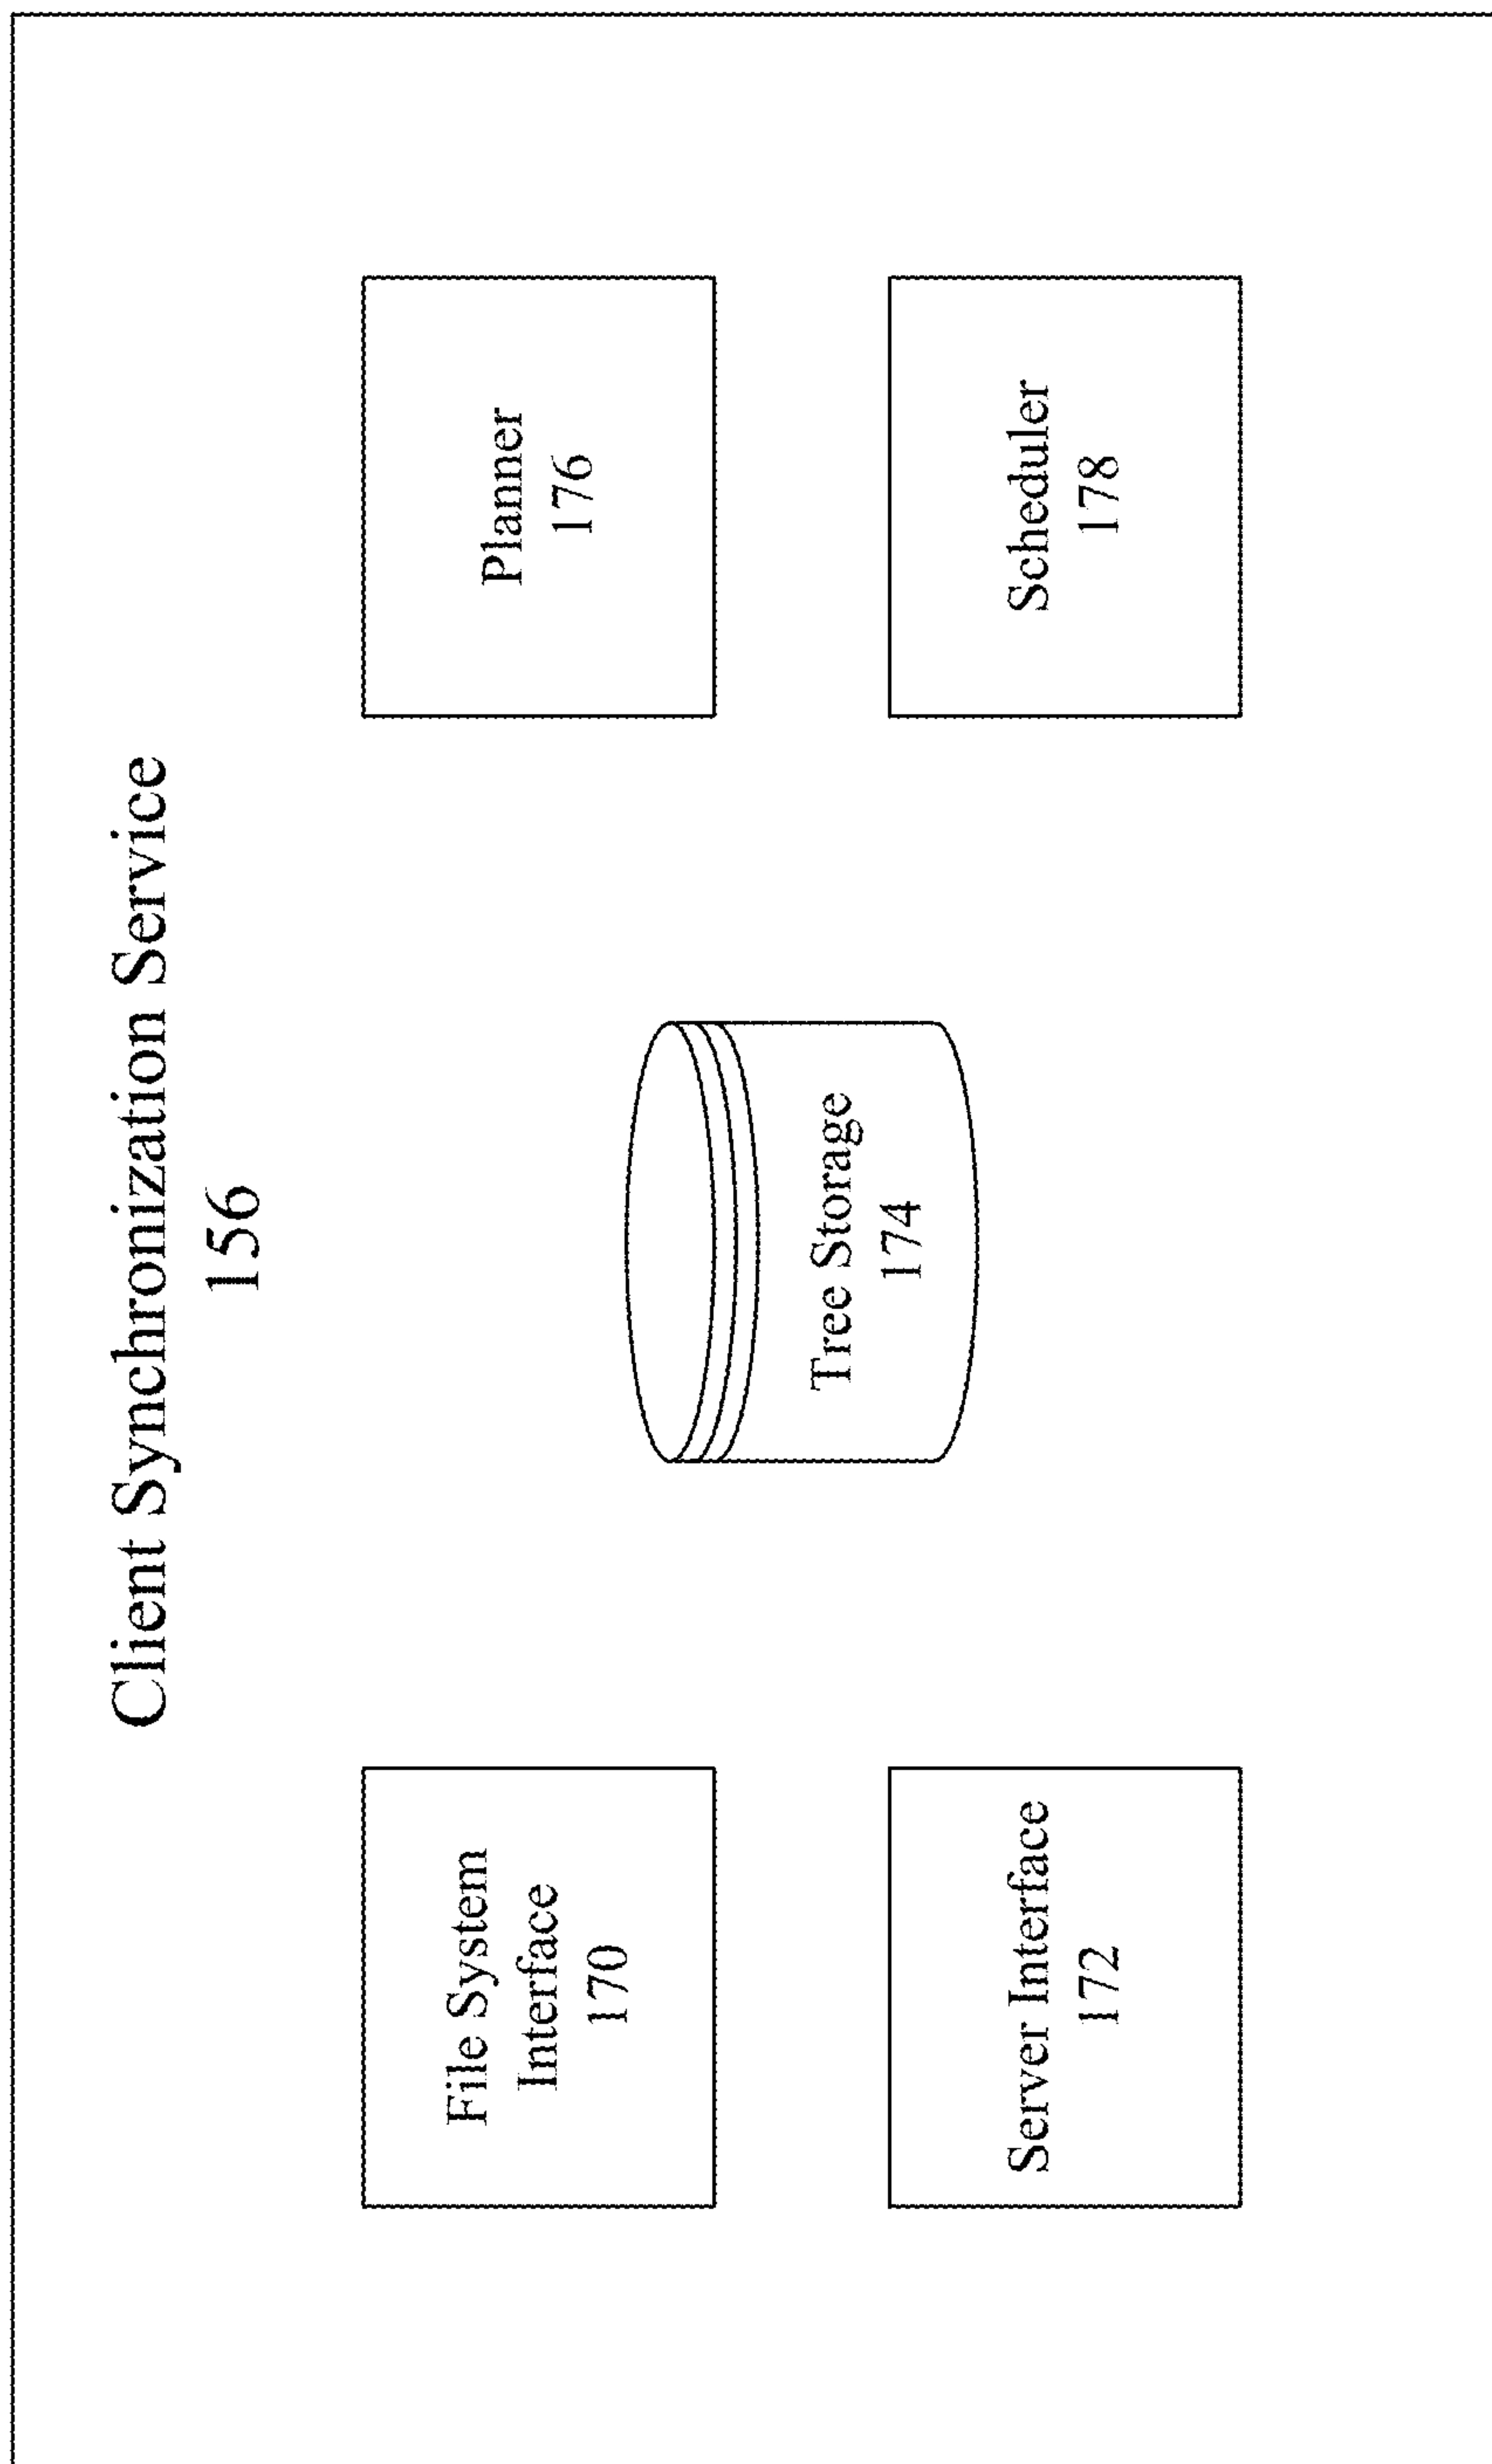 Client Synchronization Service
156
File System
Interface
170
Server Interface
172
Tree Storage
174
Planner
176
Scheduler
178